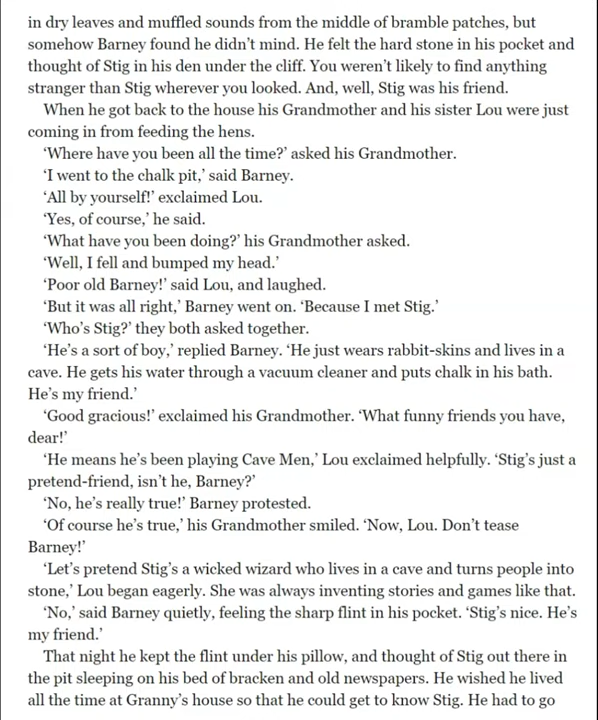 in dry leaves and muffled sounds from the middle of bramble patches, but
somehow Barney found he didn’t mind. He felt the hard stone in his pocket and
thought of Stig in his den under the cliff. You weren’t likely to find anything
stranger than Stig wherever you looked. And, well, Stig was his friend.
When he got back to the house his Grandmother and his sister Lou were just
coming in from feeding the hens.
‘Where have you been all the time?’ asked his Grandmother.
‘I went to the chalk pit,’ said Barney.
‘All by yourself!’ exclaimed Lou.
‘Yes, of course,’ he said.
‘What have you been doing?’ his Grandmother asked.
‘Well, I fell and bumped my head.’
‘Poor old Barney!’ said Lou, and laughed.
‘But it was all right,’ Barney went on. ‘Because I met Stig.’
‘Who’s Stig?’ they both asked together.
‘He’s a sort of boy,’ replied Barney. ‘He just wears rabbit-skins and lives in a
cave. He gets his water through a vacuum cleaner and puts chalk in his bath.
He’s my friend.’
‘Good gracious!’ exclaimed his Grandmother. ‘What funny friends you have,
dear!’
‘He means he’s been playing Cave Men,’ Lou exclaimed helpfully. ‘Stig’s just a
pretend-friend, isn’t he, Barney?’
‘No, he’s really true!’ Barney protested.
‘Of course he’s true,’ his Grandmother smiled. ‘Now, Lou. Don’t tease
Barney!’
‘Let’s pretend Stig’s a wicked wizard who lives in a cave and turns people into
stone,’ Lou began eagerly. She was always inventing stories and games like that.
‘No,’ said Barney quietly, feeling the sharp flint in his pocket. ‘Stig’s nice. He’s
my friend.’
That night he kept the flint under his pillow, and thought of Stig out there in
the pit sleeping on his bed of bracken and old newspapers. He wished he lived
all the time at Granny’s house so that he could get to know Stig. He had to go